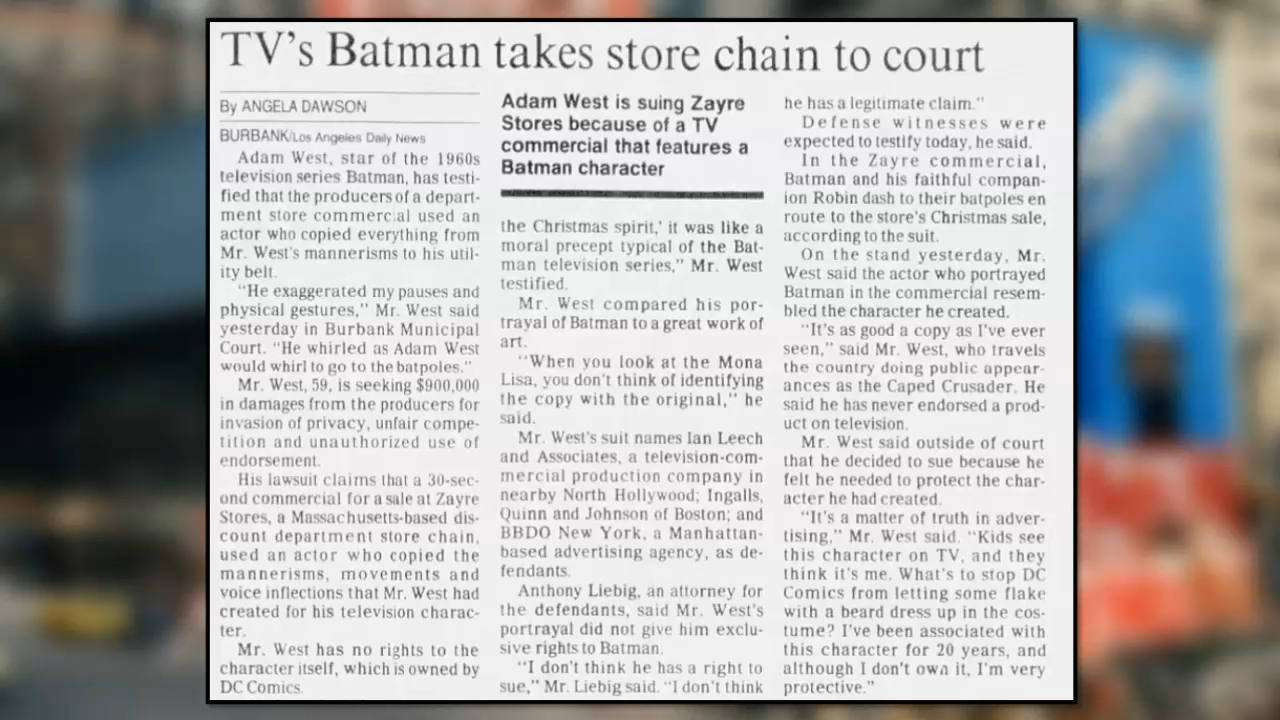 TV's Batman takes store chain to court
By ANGELA DAWSON
BURBANK/Los Angeles Daily News
Adam West, star of the 1960s
television series Batman, has testi-
fied that the producers of a depart-
ment store commercial used an
actor who copied everything from
Mr. West's mannerisms to his util-
ity belt.
"He exaggerated my pauses and
physical gestures," Mr. West said
yesterday in Burbank Municipal
Court. "He whirled as Adam West
would whirl to go to the batpoles."
Mr. West, 59, is seeking $900,000
in damages from the producers for
invasion of privacy, unfair compe-
tition and unauthorized use of
endorsement.
His lawsuit claims that a 30-sec-
ond commercial for a sale at Zayre
Stores, a Massachusetts-based dis-
count department store chain,
used an actor who copied the
mannerisms, movements and
voice inflections that Mr. West had
created for his television charac-
ter.
Mr. West has no rights to the
character itself, which is owned by
DC Comics.
Adam West is suing Zayre
Stores because of a TV
commercial that features a
Batman character
the Christmas spirit,' it was like a
moral precept typical of the Bat-
man television series," Mr. West
testified.
Mr. West compared his por-
trayal of Batman to a great work of
art.
"When you look at the Mona
Lisa, you don't think of identifying
the copy with the original," he
said.
Mr. West's suit names Ian Leech
and Associates, a television-com-
mercial production company in
nearby North Hollywood; Ingalls,
Quinn and Johnson of Boston; and
BBDO New York, a Manhattan-
based advertising agency, as de-
fendants.
Anthony Liebig, an attorney for
the defendants, said Mr. West's
portrayal did not give him exclu-
sive rights to Batman.
"I don't think he has a right to
sue," Mr. Liebig said. "I don't think
he has a legitimate claim."
Defense witnesses were
expected to testify today, he said.
In the Zayre commercial,
Batman and his faithful compan-
ion Robin dash to their batpoles en
route to the store's Christmas sale,
according to the suit.
On the stand yesterday, Mr.
West said the actor who portrayed
Batman in the commercial resem-
bled the character he created.
"It's as good a copy as I've ever
seen," said Mr. West, who travels
the country doing public appear-
ances as the Caped Crusader. He
said he has never endorsed a prod-
uct on television.
Mr. West said outside of court
that he decided to sue because he
felt he needed to protect the char-
acter he had created.
"It's a matter of truth in adver-
tising," Mr. West said. "Kids see
this character on TV, and they
think it's me. What's to stop DC
Comics from letting some flake
with a beard dress up in the cos-
tume? I've been associated with
this character for 20 years, and
although I don't own it, I'm very
protective."